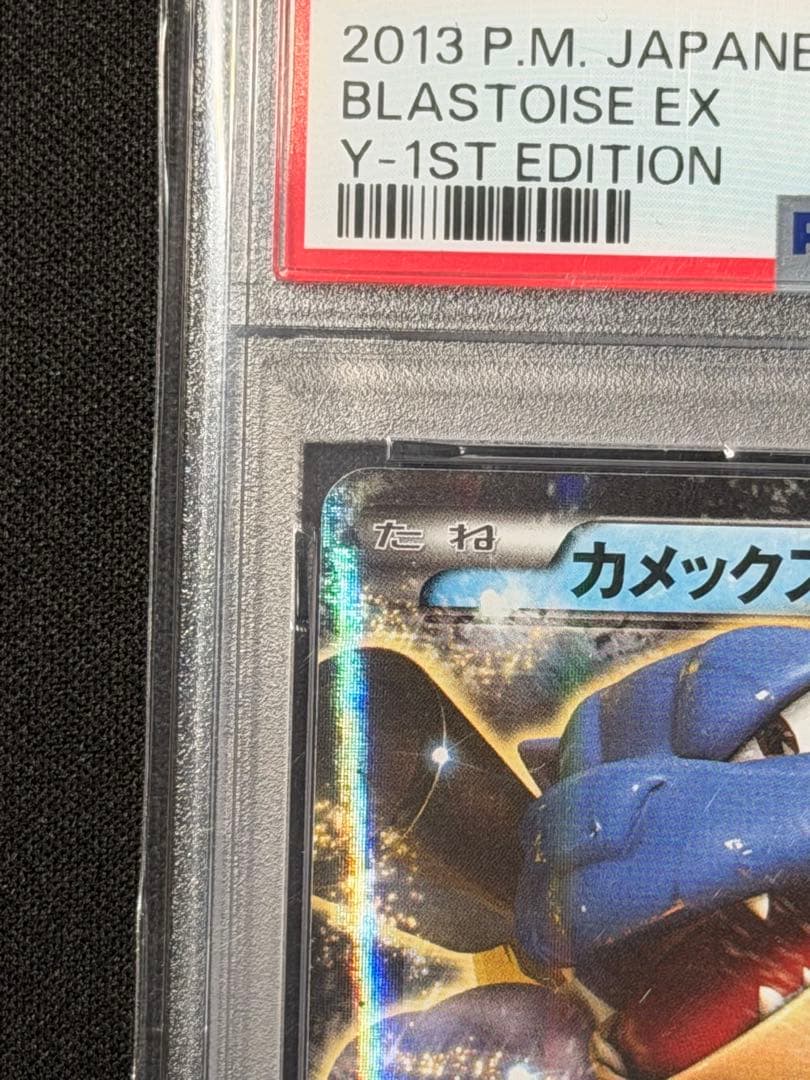 2013 P.M. JAPANE
BLASTOISE EX
Y-1ST EDITION
たね
カメックス